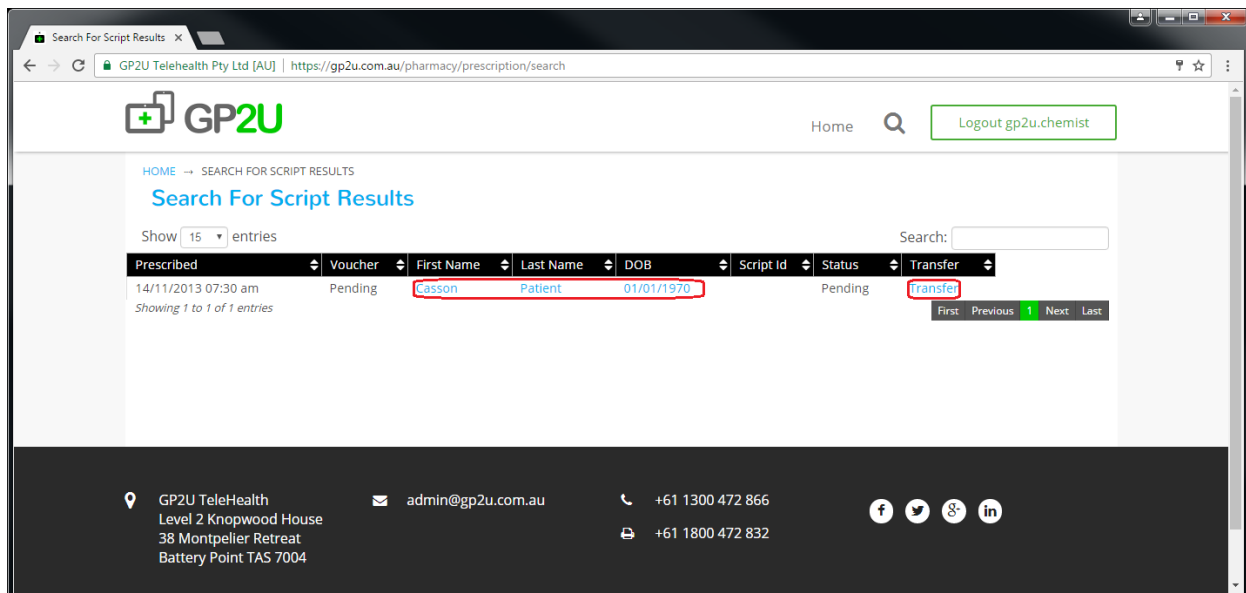 Search For Script Results
GP2U Telehealth Pty Ltd [AU] | https://gp2u.com.au/pharmacy/prescription/search
GP2U
Home
Logout gp2u.chemist
HOME → SEARCH FOR SCRIPT RESULTS
Search For Script Results
Show 15 entries
Search:
Prescribed Voucher First Name Last Name DOB Script Id Status Transfer
14/11/2013 07:30 am Pending Casson Patient 01/01/1970 Pending Transfer
Showing 1 to 1 of 1 entries
First Previous 1 Next Last
GP2U TeleHealth
Level 2 Knopwood House
38 Montpelier Retreat
Battery Point TAS 7004
admin@gp2u.com.au
+61 1300 472 866
+61 1800 472 832
f
8+
in